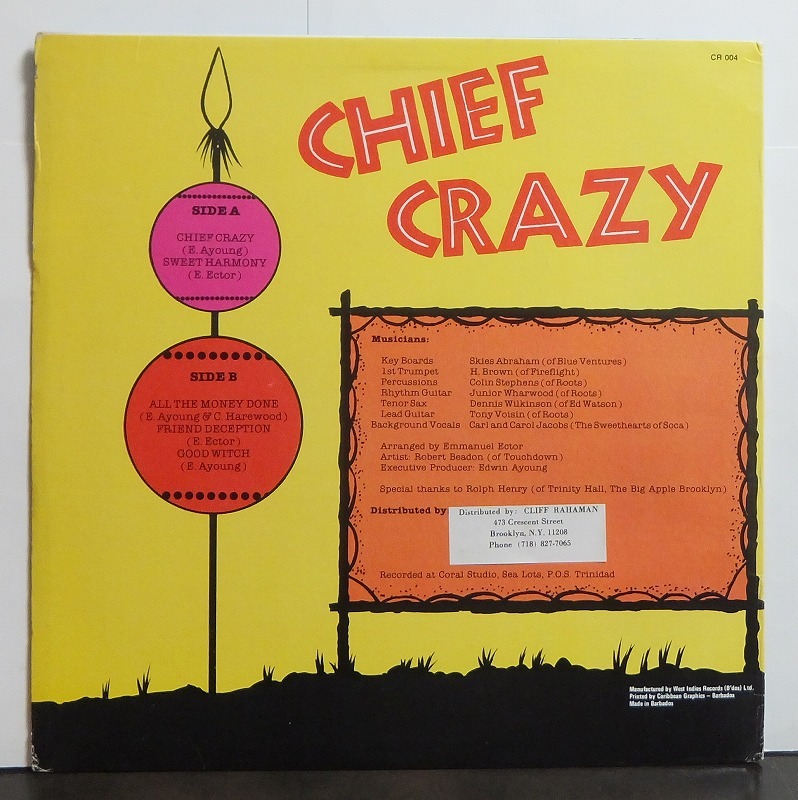 CR 004
CHIEF
CRAZY
SIDE A
CHIEF CRAZY
(E. Ayoung)
SWEET HARMONY
(E. Ector)
SIDE B
ALL THE MONEY DONE
(E. Ayoung & C. Harewood)
FRIEND DECEPTION
(E. Ector)
GOOD WITCH
(E. Ayoung)
Musicians:
Key Boards Skies Abraham (of Blue Ventures)
1st Trumpet H. Brown (of Fireflight)
Percussions Colin Stephens (of Roots)
Rhythm Guitar Junior Wharwood (of Roots)
Tenor Sax Dennis Wilkinson (of Ed Watson)
Lead Guitar Tony Voisin (of Roots)
Background Vocals Carl and Carol Jacobs (The Sweethearts of Soca)
Arranged by Emmanuel Ector
Artist: Robert Beadon (of Touchdown)
Executive Producer: Edwin Ayoung
Special thanks to Rolph Henry (of Trinity Hall, The Big Apple Brooklyn)
Distributed by
Distributed by: CLIFF RAHAMAN
473 Crescent Street
Brooklyn, N.Y. 11208
Phone (718) 827-7065
Recorded at Coral Studio, Sea Lots, P.O.S. Trinidad
Manufactured by West Indies Records (B'dos) Ltd.
Printed by Caribbean Graphics – Barbados
Made in Barbados